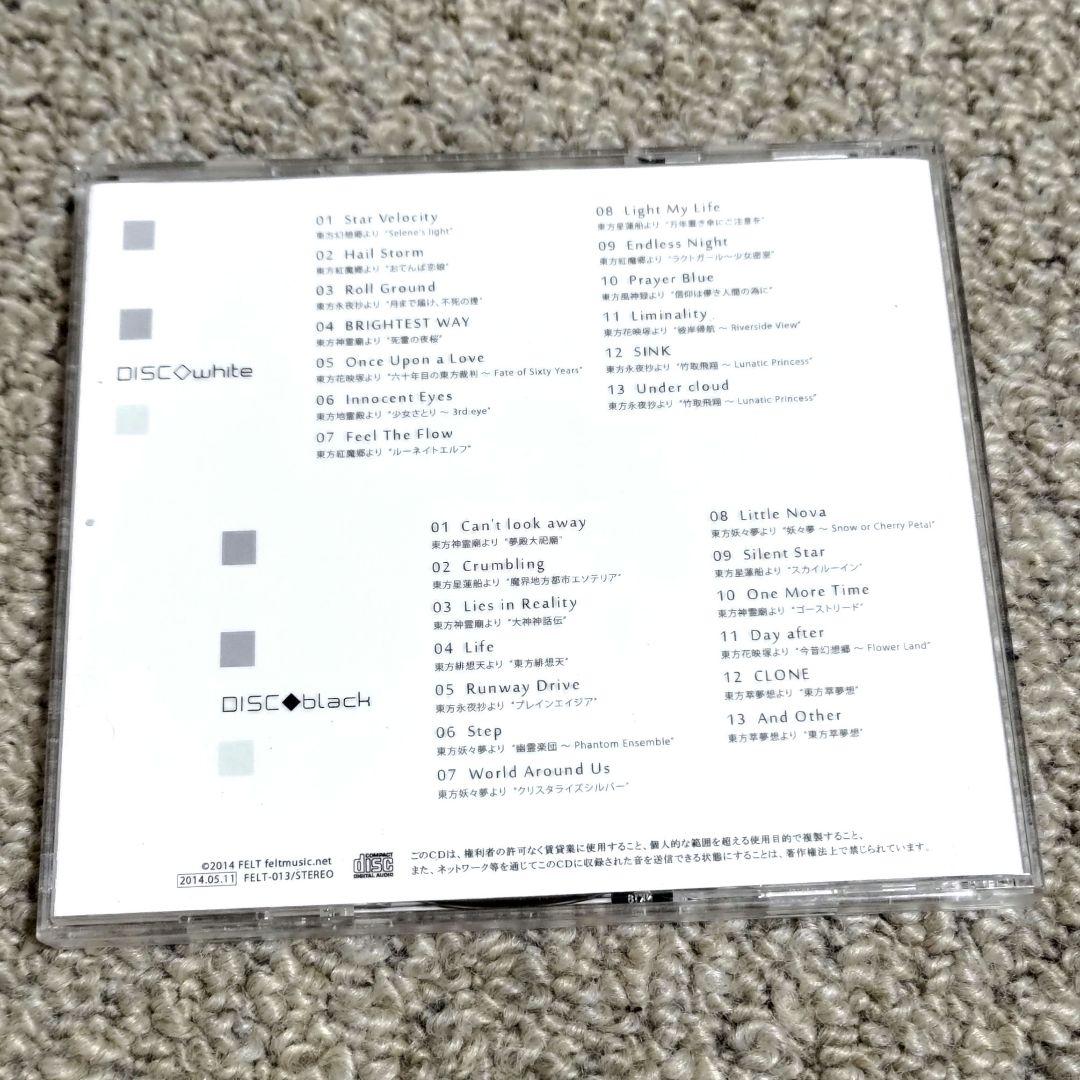 DISC◇white
01 Star Velocity
東方幻想郷より "Selene's light"
02 Hail Storm
東方紅魔郷より "おてんば恋娘"
03 Roll Ground
東方永夜抄より "月まで届け、不死の煙"
04 BRIGHTEST WAY
東方神霊廟より "死霊の夜桜"
05 Once Upon a Love
東方花映塚より "六十年目の東方裁判 ～ Fate of Sixty Years"
06 Innocent Eyes
東方地霊殿より "少女さとり ～ 3rd eye"
07 Feel The Flow
東方紅魔郷より "ルーネイトエルフ"
08 Light My Life
東方星蓮船より "万年置き傘にご注意を"
09 Endless Night
東方紅魔郷より "ラクトガール～少女密室"
10 Prayer Blue
東方風神録より "信仰は儚き人間の為に"
11 Liminality
東方花映塚より "彼岸帰航 ～ Riverside View"
12 SINK
東方永夜抄より "竹取飛翔 ～ Lunatic Princess"
13 Under cloud
東方永夜抄より "竹取飛翔 ～ Lunatic Princess"
DISC◆black
01 Can't look away
東方神霊廟より "夢殿大祀廟"
02 Crumbling
東方星蓮船より "魔界地方都市エソテリア"
03 Lies in Reality
東方神霊廟より "大神神話伝"
04 Life
東方緋想天より "東方緋想天"
05 Runway Drive
東方永夜抄より "プレインエイジア"
06 Step
東方妖々夢より "幽霊楽団 ～ Phantom Ensemble"
07 World Around Us
東方妖々夢より "クリスタライズシルバー"
08 Little Nova
東方妖々夢より "妖々夢 ～ Snow or Cherry Petal"
09 Silent Star
東方星蓮船より "スカイルーイン"
10 One More Time
東方神霊廟より "ゴーストリード"
11 Day after
東方花映塚より "今昔幻想郷 ～ Flower Land"
12 CLONE
東方萃夢想より "東方萃夢想"
13 And Other
東方萃夢想より "東方萃夢想"
©2014 FELT feltmusic.net
2014.05.11 FELT-013/STEREO
COMPACT
disc
DIGITAL AUDIO
このCDは、権利者の許可なく賃貸業に使用すること、個人的な範囲を超える使用目的で複製すること、
また、ネットワーク等を通じてこのCDに収録された音を送信できる状態にすることは、著作権法上で禁じられています。